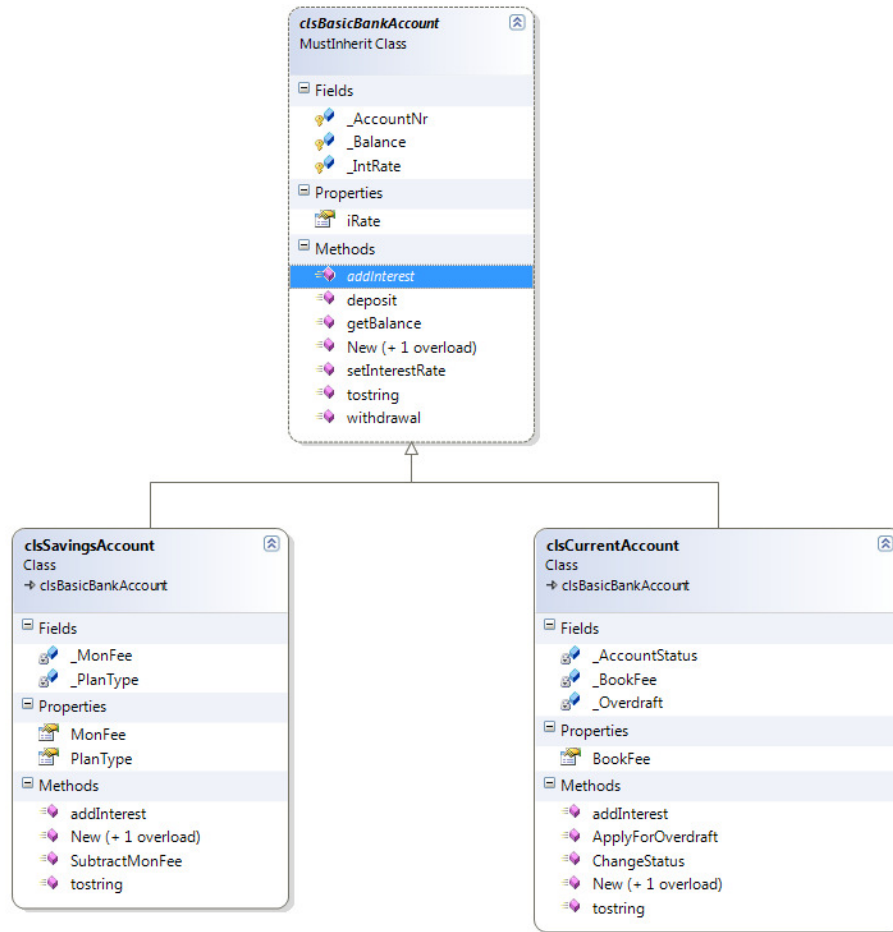 clsBasicBankAccount
MustInherit Class
Fields
_AccountNr
_Balance
_IntRate
Properties
iRate
Methods
addInterest
deposit
getBalance
New (+ 1 overload)
setInterestRate
tostring
withdrawal
clsSavingsAccount
Class
clsBasicBankAccount
Fields
_MonFee
_PlanType
Properties
MonFee
PlanType
Methods
addInterest
New (+ 1 overload)
SubtractMonFee
tostring
clsCurrentAccount
Class
clsBasicBankAccount
Fields
_AccountStatus
_BookFee
_Overdraft
Properties
BookFee
Methods
addInterest
ApplyForOverdraft
ChangeStatus
New (+ 1 overload)
tostring